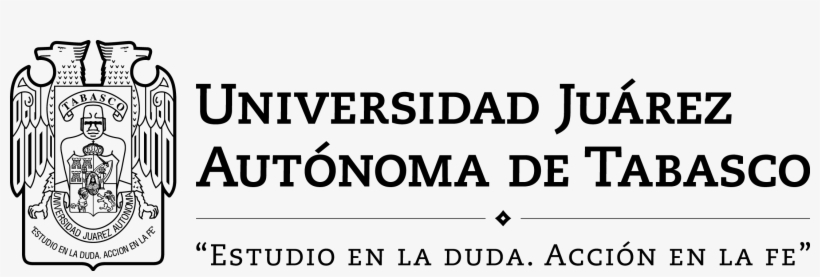 TABASCO
UNIVERSIDAD JUAREZ AUTONOMA
"ESTUDIO EN LA DUDA. ACCION EN LA FE"
UNIVERSIDAD JUÁREZ
AUTÓNOMA DE TABASCO
“ESTUDIO EN LA DUDA. ACCIÓN EN LA FE”